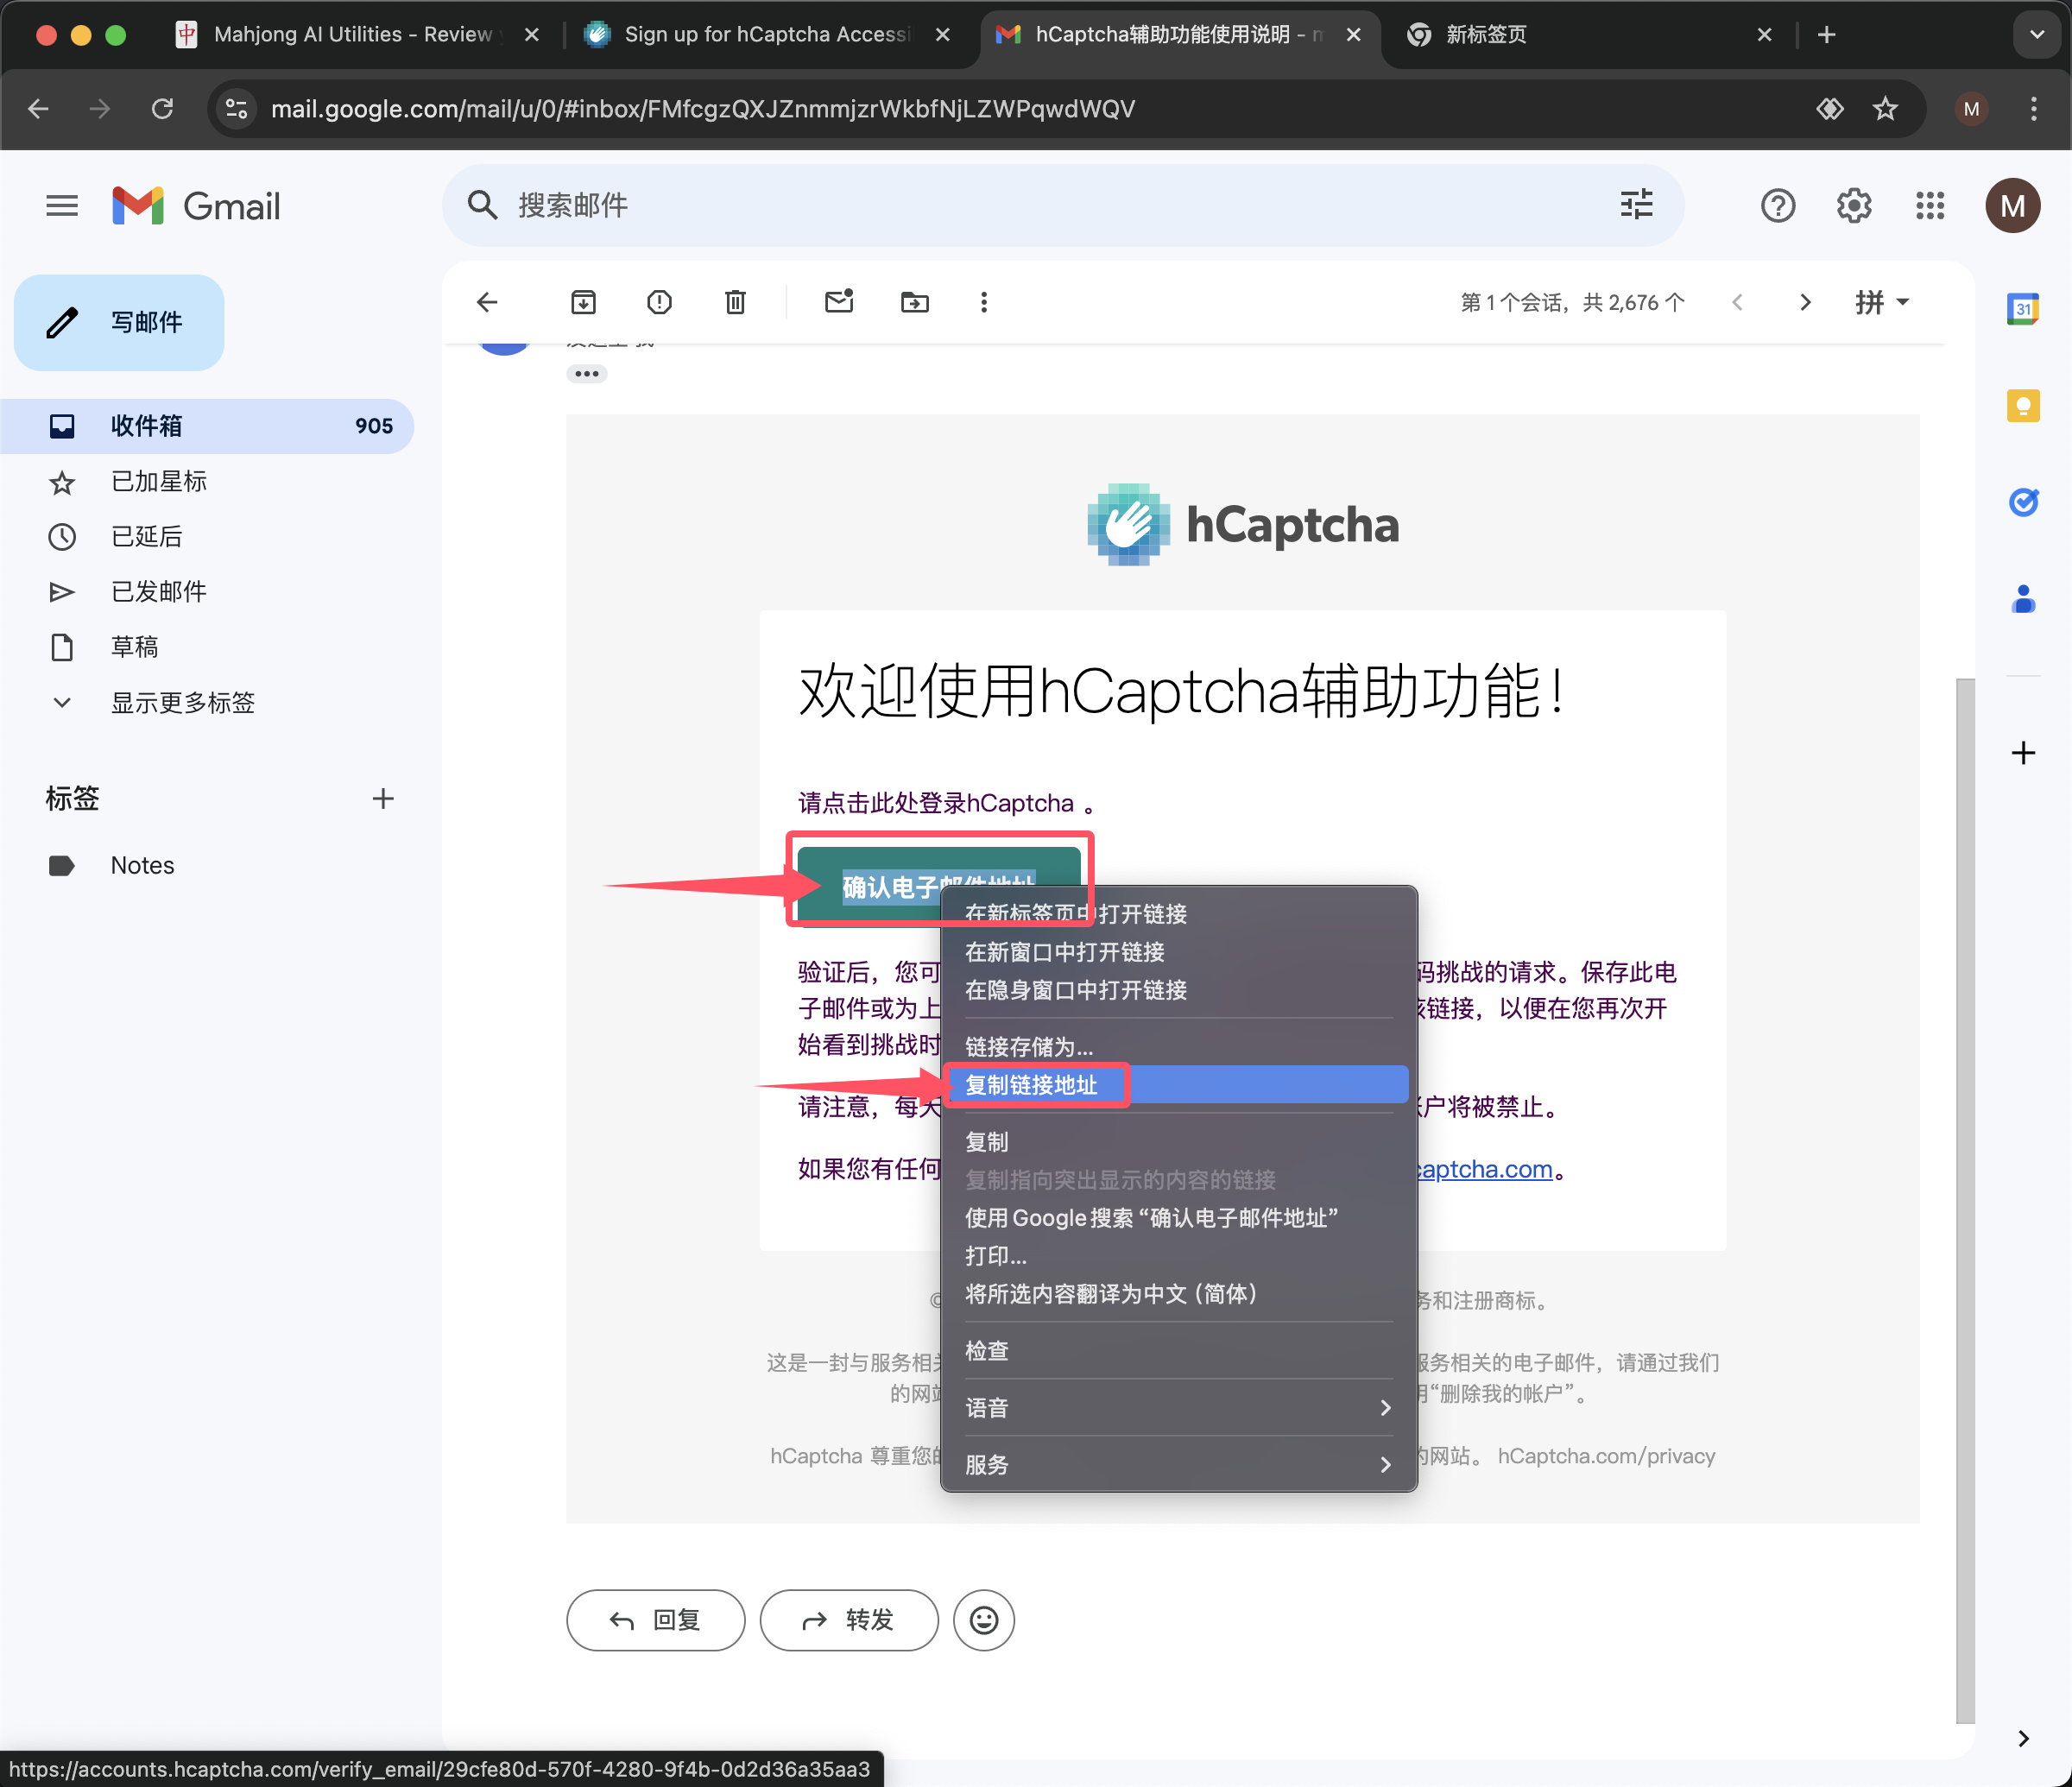 Mahjong AI Utilities - Review
Sign up for hCaptcha Accessi
hCaptcha辅助功能使用说明 - m
新标签页
mail.google.com/mail/u/0/#inbox/FMfcgzQXJZnmmjzrWkbfNjLZWPqwdWQV
M
Gmail
搜索邮件
M
写邮件
第 1 个会话，共 2,676 个
拼
31
收件箱 905
已加星标
已延后
已发邮件
草稿
显示更多标签
标签
Notes
hCaptcha
欢迎使用hCaptcha辅助功能！
请点击此处登录hCaptcha 。
确认电子邮件地址
验证后，您可
码挑战的请求。保存此电
子邮件或为上
该链接，以便在您再次开
始看到挑战时
请注意，每天
帐户将被禁止。
如果您有任何
captcha.com。
在新标签页中打开链接
在新窗口中打开链接
在隐身窗口中打开链接
链接存储为...
复制链接地址
复制
复制指向突出显示的内容的链接
使用Google搜索“确认电子邮件地址”
打印...
将所选内容翻译为中文 (简体)
检查
语音
服务
©
务和注册商标。
这是一封与服务相关
服务相关的电子邮件，请通过我们
的网站
“删除我的帐户”。
hCaptcha 尊重您的
的网站。 hCaptcha.com/privacy
回复
转发
https://accounts.hcaptcha.com/verify_email/29cfe80d-570f-4280-9f4b-0d2d36a35aa3